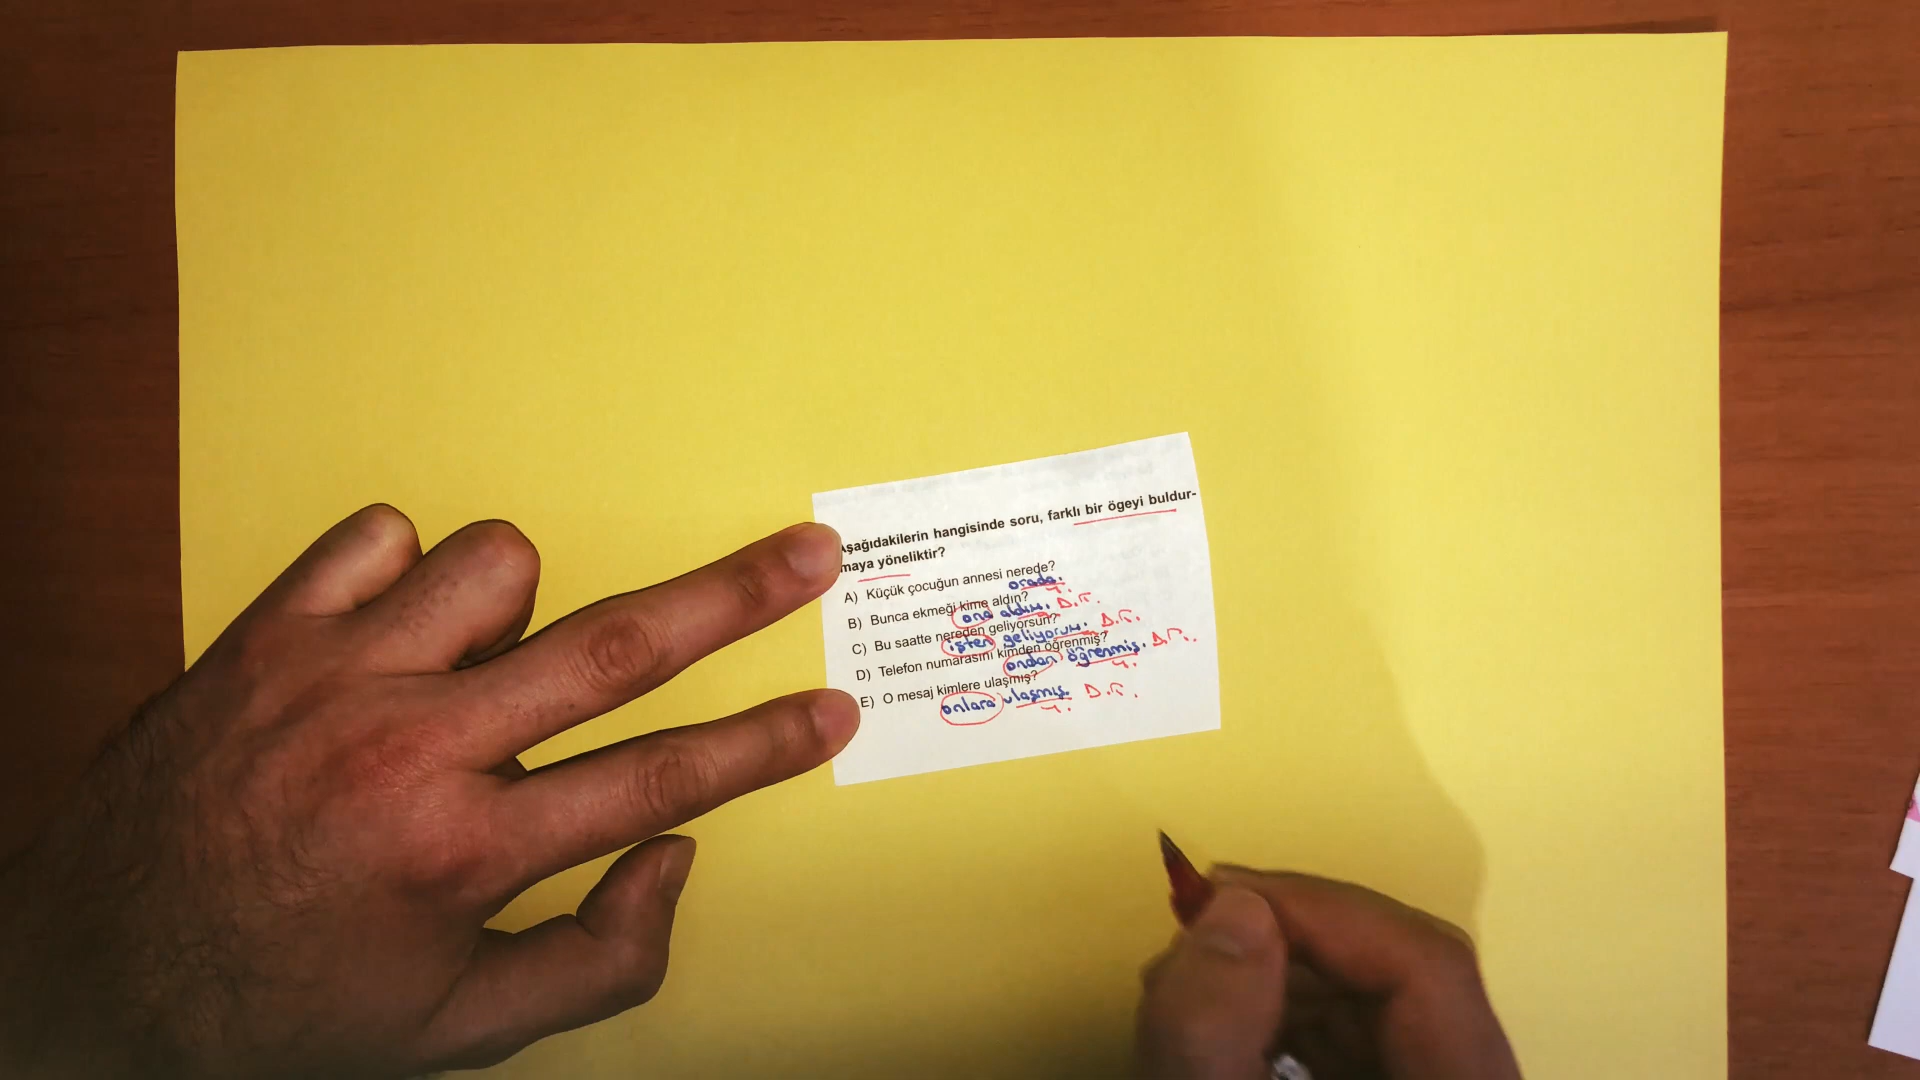 Aşağıdakilerin hangisinde soru, farklı bir ögeyi buldur-
maya yöneliktir?
A) Küçük çocuğun annesi nerede?
orada.
Y.
B) Bunca ekmeği kime aldın?
ona aldım. D.T.
C) Bu saatte nereden geliyorsun?
işten geliyorum. D.T.
D) Telefon numarasını kimden öğrenmiş?
ondan öğrenmiş. D.T.
Y.
E) O mesaj kimlere ulaşmış?
onlara ulaşmış. D.T.
Y.